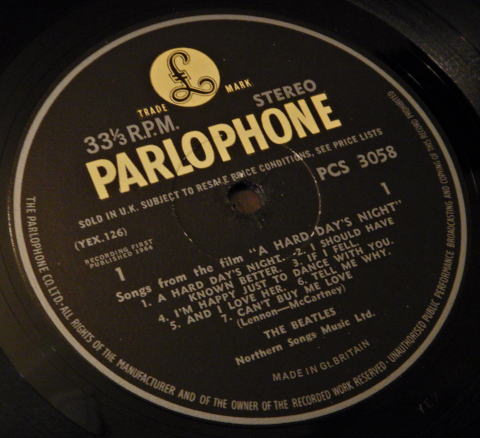 £
TRADE MARK
33⅓ R.P.M. STEREO
PARLOPHONE
SOLD IN U.K. SUBJECT TO RESALE PRICE CONDITIONS, SEE PRICE LISTS
(YEX.126) PCS 3058
RECORDING FIRST
PUBLISHED 1964
1 1
Songs from the film "A HARD DAY'S NIGHT"
1. A HARD DAY'S NIGHT. -2. I SHOULD HAVE
KNOWN BETTER. 3. IF I FELL.
4. I'M HAPPY JUST TO DANCE WITH YOU.
5. AND I LOVE HER. 6. TELL ME WHY.
7. CAN'T BUY ME LOVE
(Lennon—McCartney)
THE BEATLES
Northern Songs Music Ltd.
MADE IN GT.BRITAIN
THE PARLOPHONE CO.LTD.-ALL RIGHTS OF THE MANUFACTURER AND OF THE OWNER OF THE RECORDED WORK RESERVED-UNAUTHORISED PUBLIC PERFORMANCE BROADCASTING AND COPYING OF THIS RECORD PROHIBITED